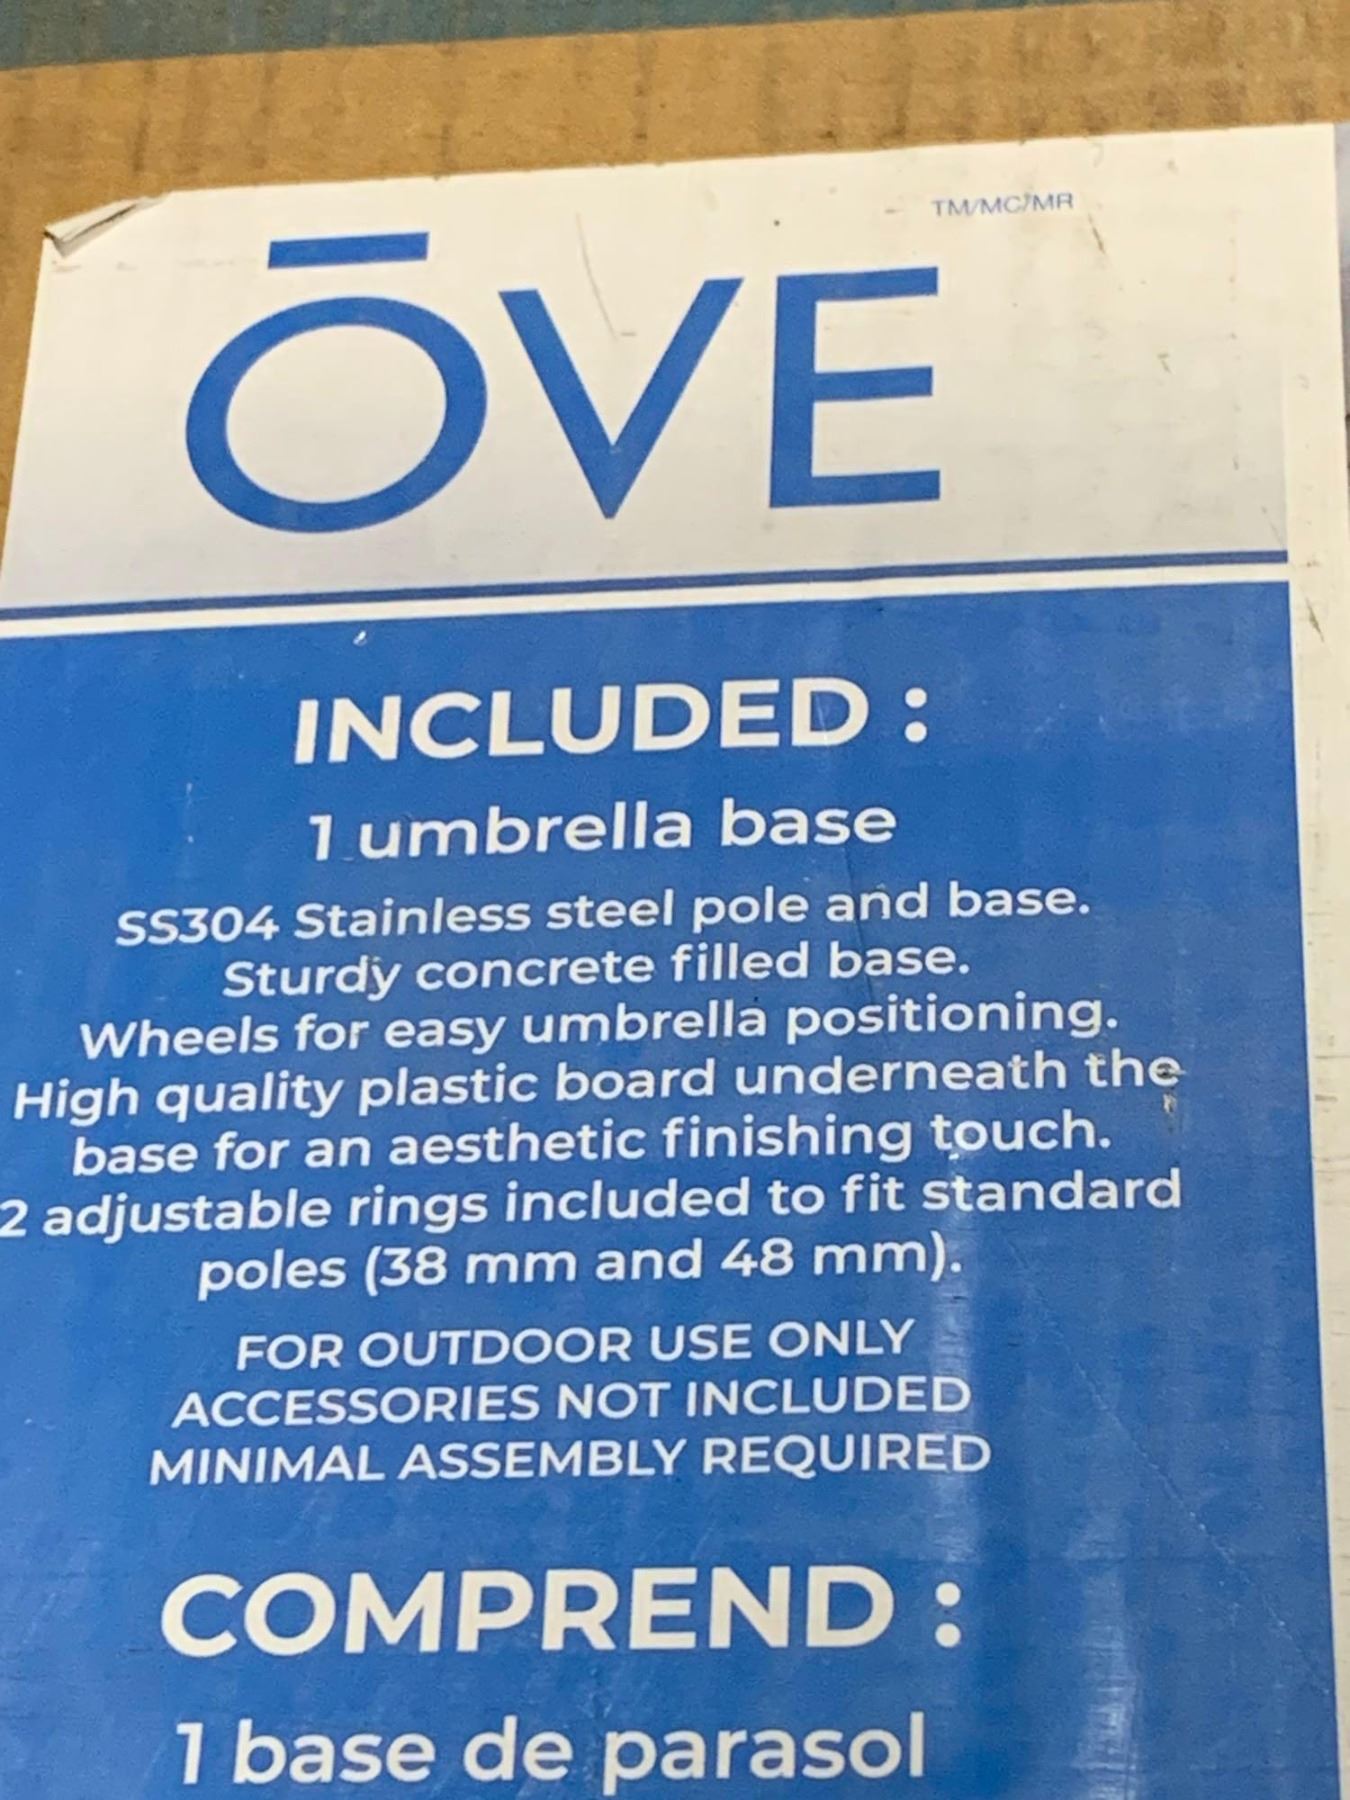 TM/MC/MR
ŌVE
INCLUDED :
1 umbrella base
SS304 Stainless steel pole and base.
Sturdy concrete filled base.
Wheels for easy umbrella positioning.
High quality plastic board underneath the
base for an aesthetic finishing touch.
2 adjustable rings included to fit standard
poles (38 mm and 48 mm).
FOR OUTDOOR USE ONLY
ACCESSORIES NOT INCLUDED
MINIMAL ASSEMBLY REQUIRED
COMPREND :
1 base de parasol